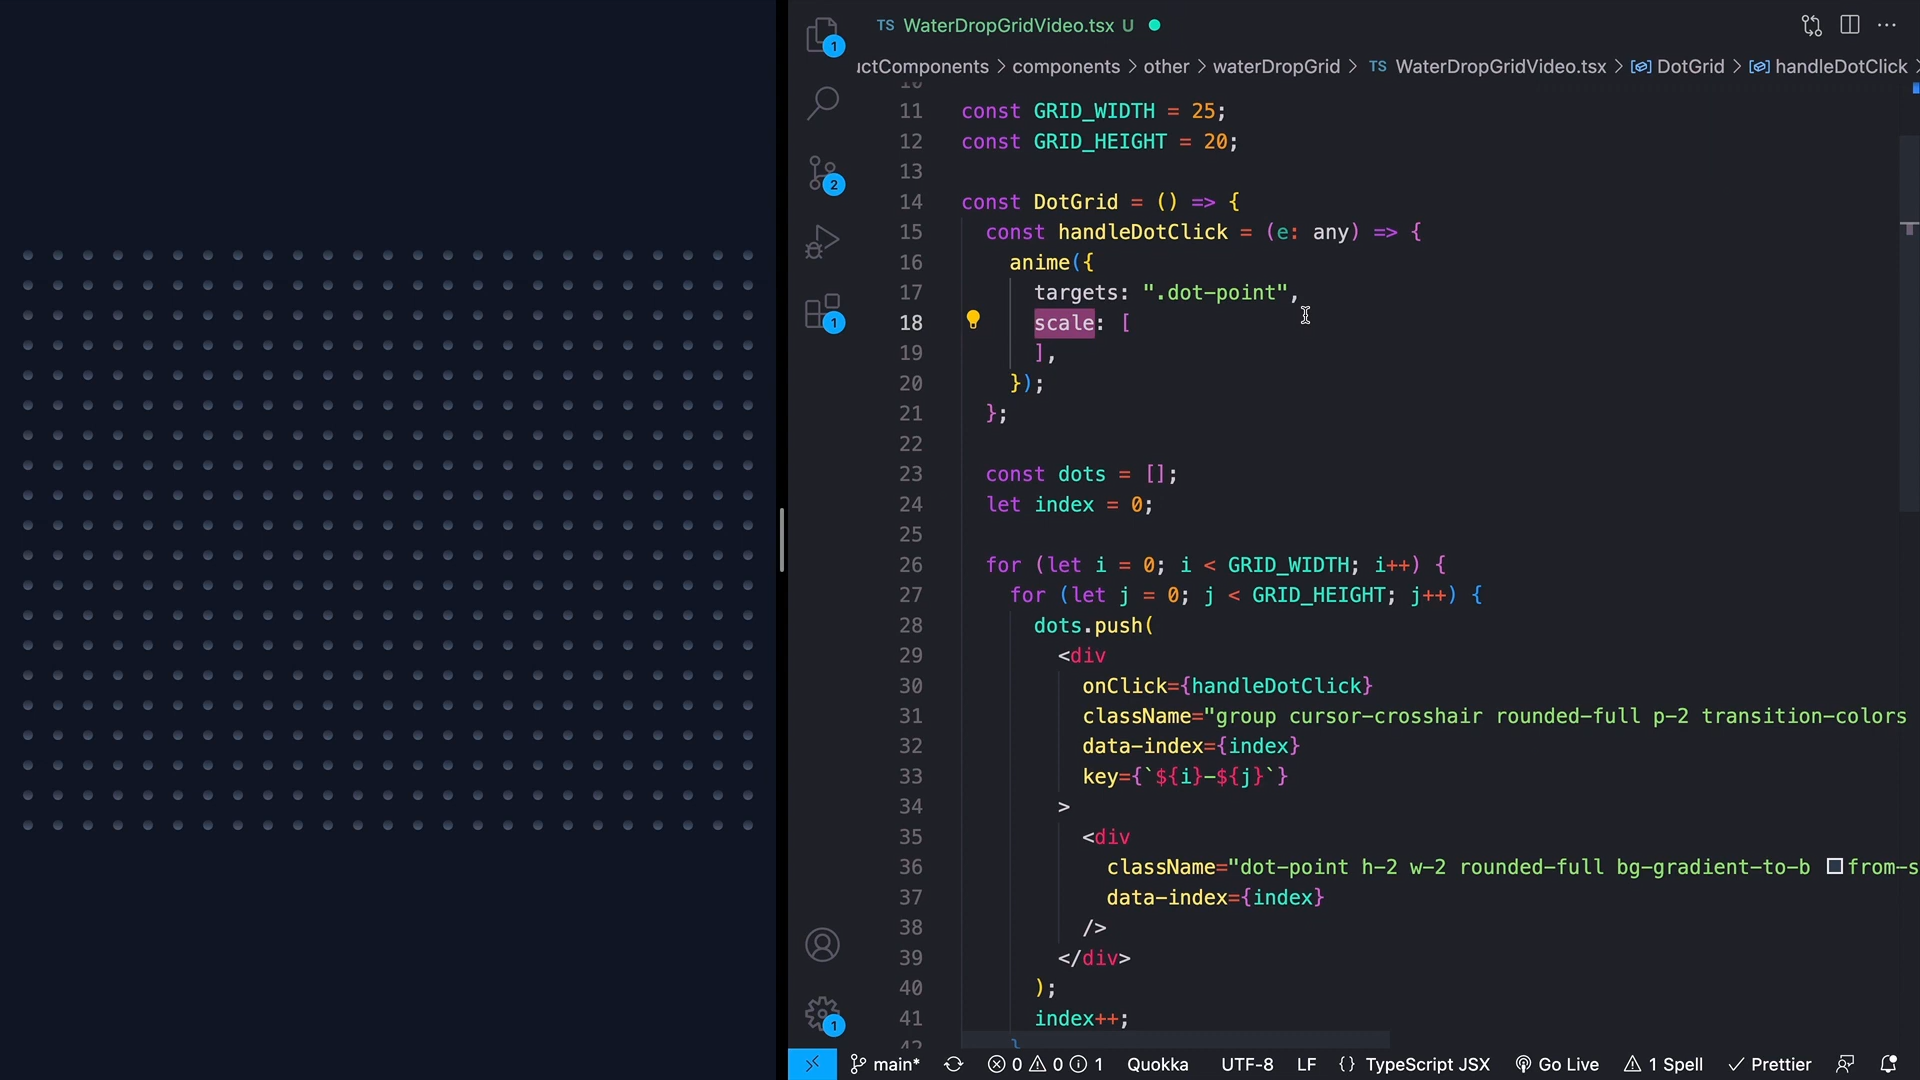 TS WaterDropGridVideo.tsx U
uctComponents > components > other > waterDropGrid > TS WaterDropGridVideo.tsx > DotGrid > handleDotClick >
10
11 const GRID_WIDTH = 25;
12 const GRID_HEIGHT = 20;
13
14 const DotGrid = () => {
15 const handleDotClick = (e: any) => {
16 anime({
17 targets: ".dot-point",
18 scale: [
19 ],
20 });
21 };
22
23 const dots = [];
24 let index = 0;
25
26 for (let i = 0; i < GRID_WIDTH; i++) {
27 for (let j = 0; j < GRID_HEIGHT; j++) {
28 dots.push(
29 <div
30 onClick={handleDotClick}
31 className="group cursor-crosshair rounded-full p-2 transition-colors
32 data-index={index}
33 key={`${i}-${j}`}
34 >
35 <div
36 className="dot-point h-2 w-2 rounded-full bg-gradient-to-b from-s
37 data-index={index}
38 />
39 </div>
40 );
41 index++;
42 }
1
2
1
1
main* 0 0 1 Quokka UTF-8 LF {} TypeScript JSX Go Live 1 Spell Prettier